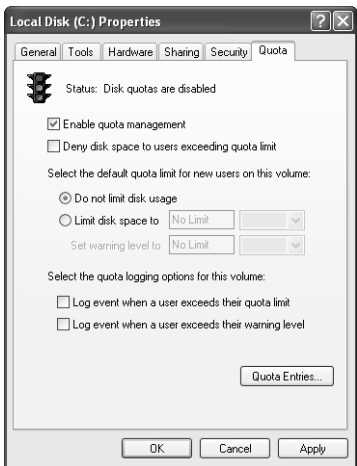 Local Disk (C:) Properties
General Tools Hardware Sharing Security Quota
Status: Disk quotas are disabled
Enable quota management
Deny disk space to users exceeding quota limit
Select the default quota limit for new users on this volume:
Do not limit disk usage
Limit disk space to No Limit
Set warning level to No Limit
Select the quota logging options for this volume:
Log event when a user exceeds their quota limit
Log event when a user exceeds their warning level
Quota Entries...
OK Cancel Apply